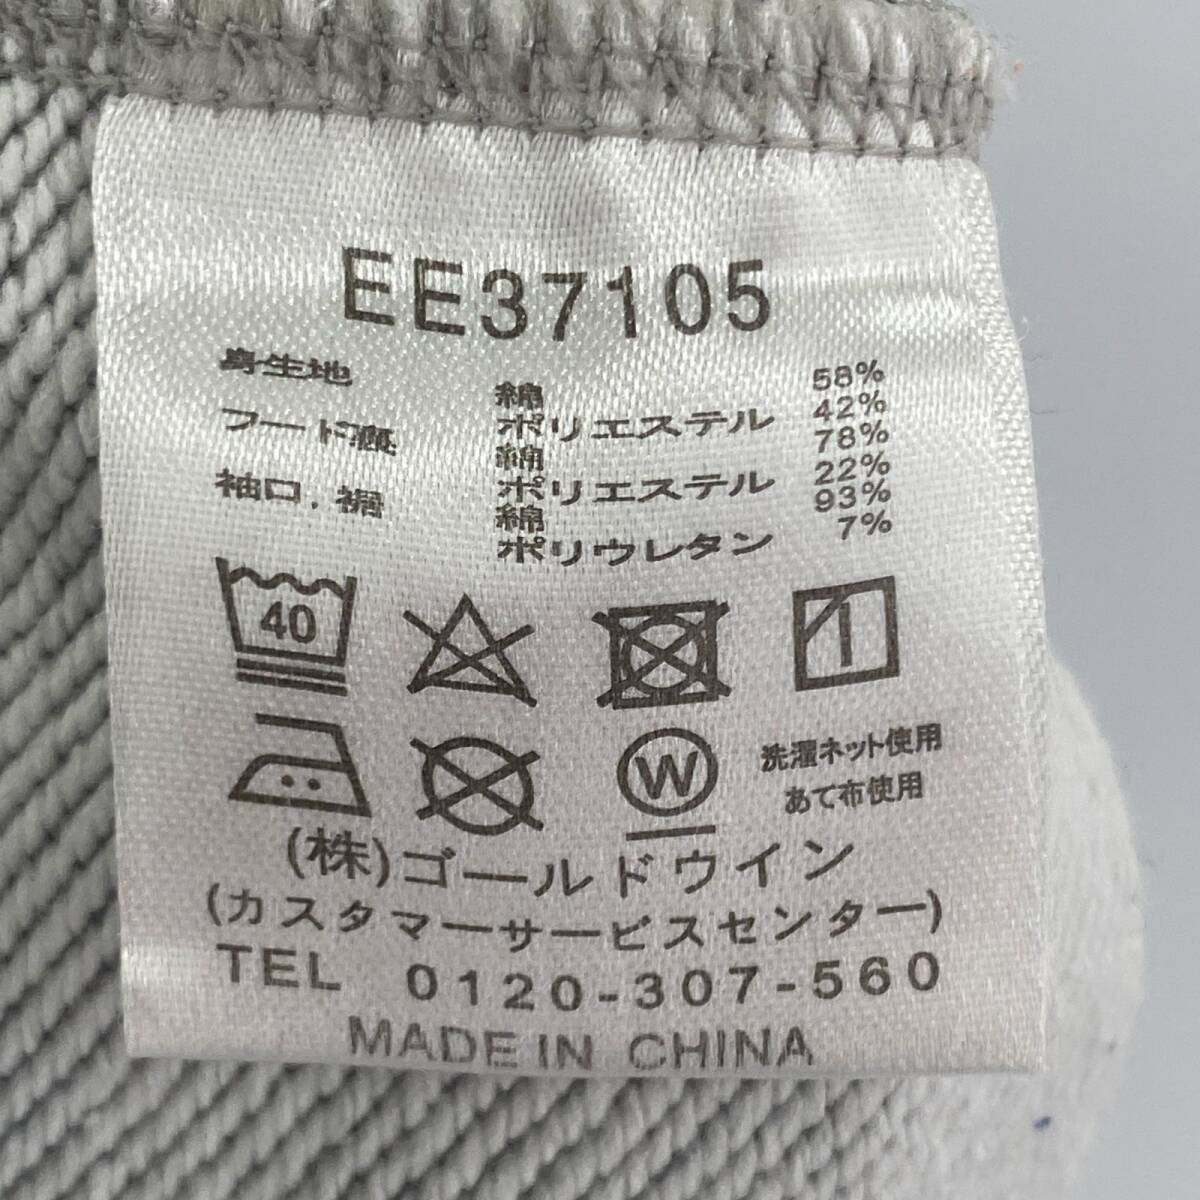 EE37105
身生地 綿 58%
ポリエステル 42%
フード裏 綿 78%
ポリエステル 22%
袖口．裾 綿 93%
ポリウレタン 7%
40
W
洗濯ネット使用
あて布使用
(株)ゴールドウイン
(カスタマーサービスセンター)
TEL 0120-307-560
MADE IN CHINA